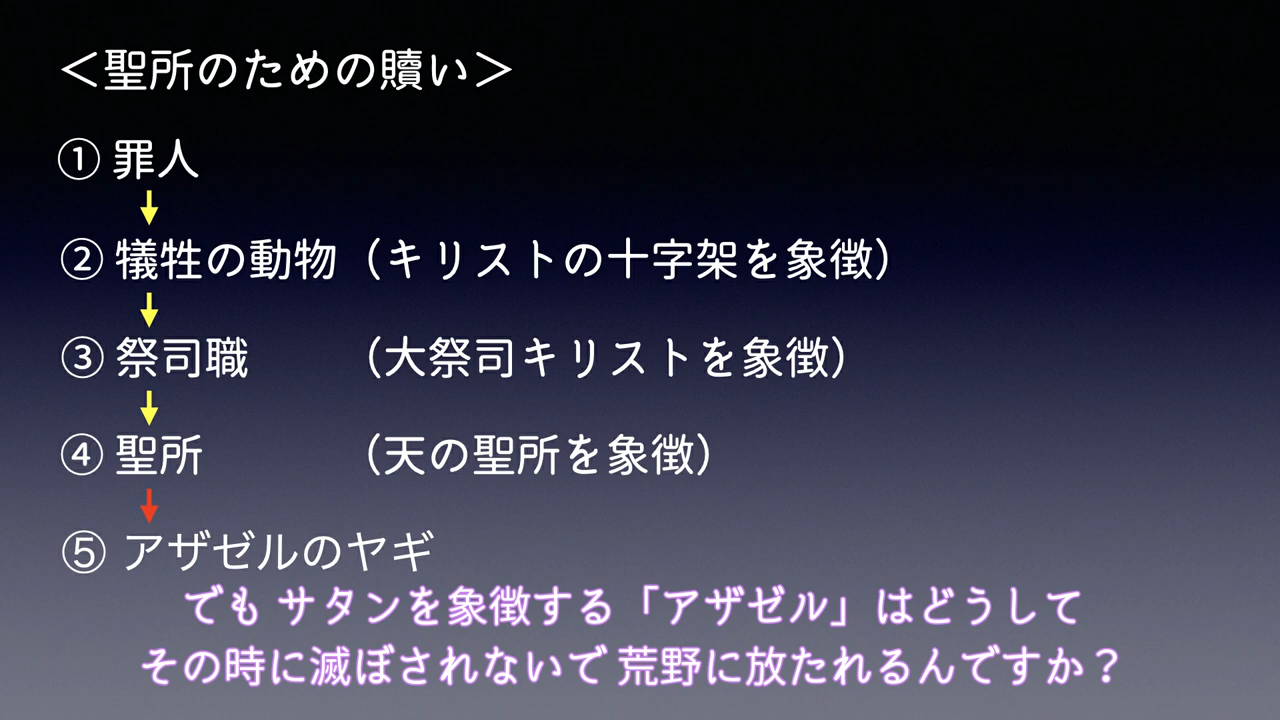 ＜聖所のための贖い＞
① 罪人
② 犠牲の動物（キリストの十字架を象徴）
③ 祭司職（大祭司キリストを象徴）
④ 聖所（天の聖所を象徴）
⑤ アザゼルのヤギ
でも サタンを象徴する「アザゼル」はどうして
その時に滅ぼされないで 荒野に放たれるんですか？